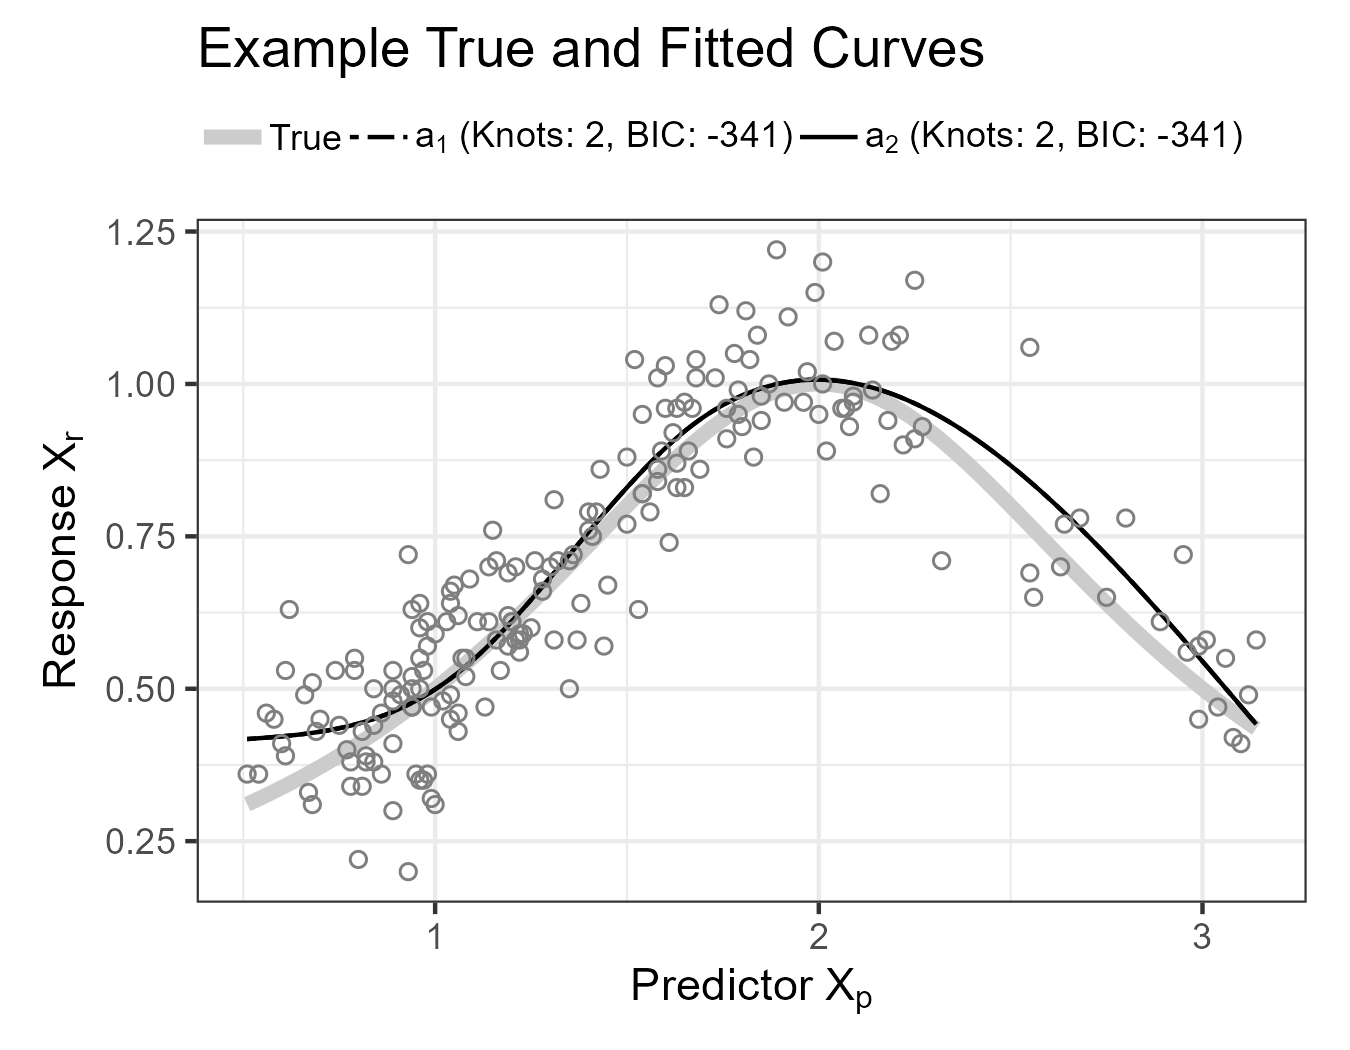 Example True and Fitted Curves
True a₁ (Knots: 2, BIC: -341) a₂ (Knots: 2, BIC: -341)
1.25
1.00
0.75
0.50
0.25
Response Xᵣ
1 2 3
Predictor Xₚ